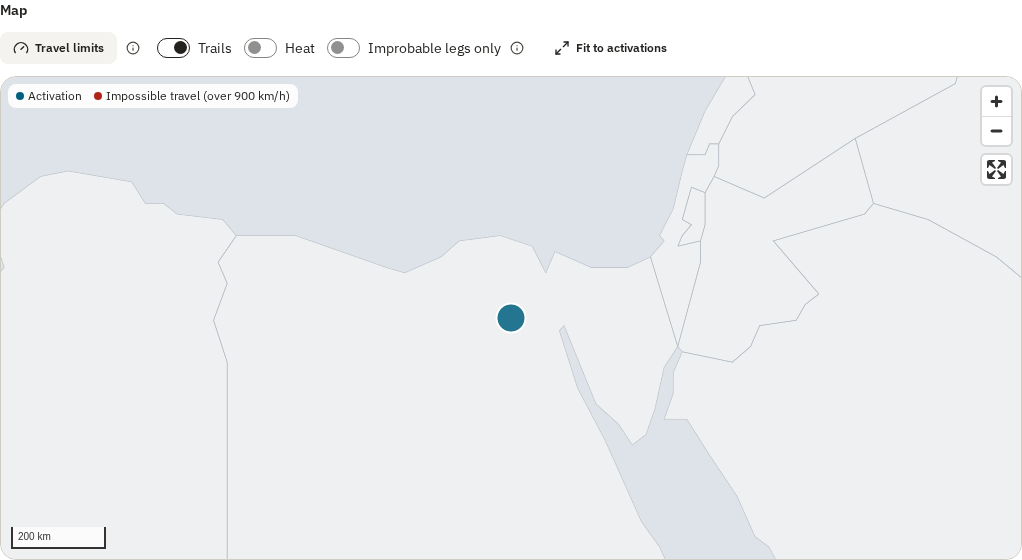 Map
Travel limits
Trails
Heat
Improbable legs only
Fit to activations
Activation
Impossible travel (over 900 km/h)
200 km